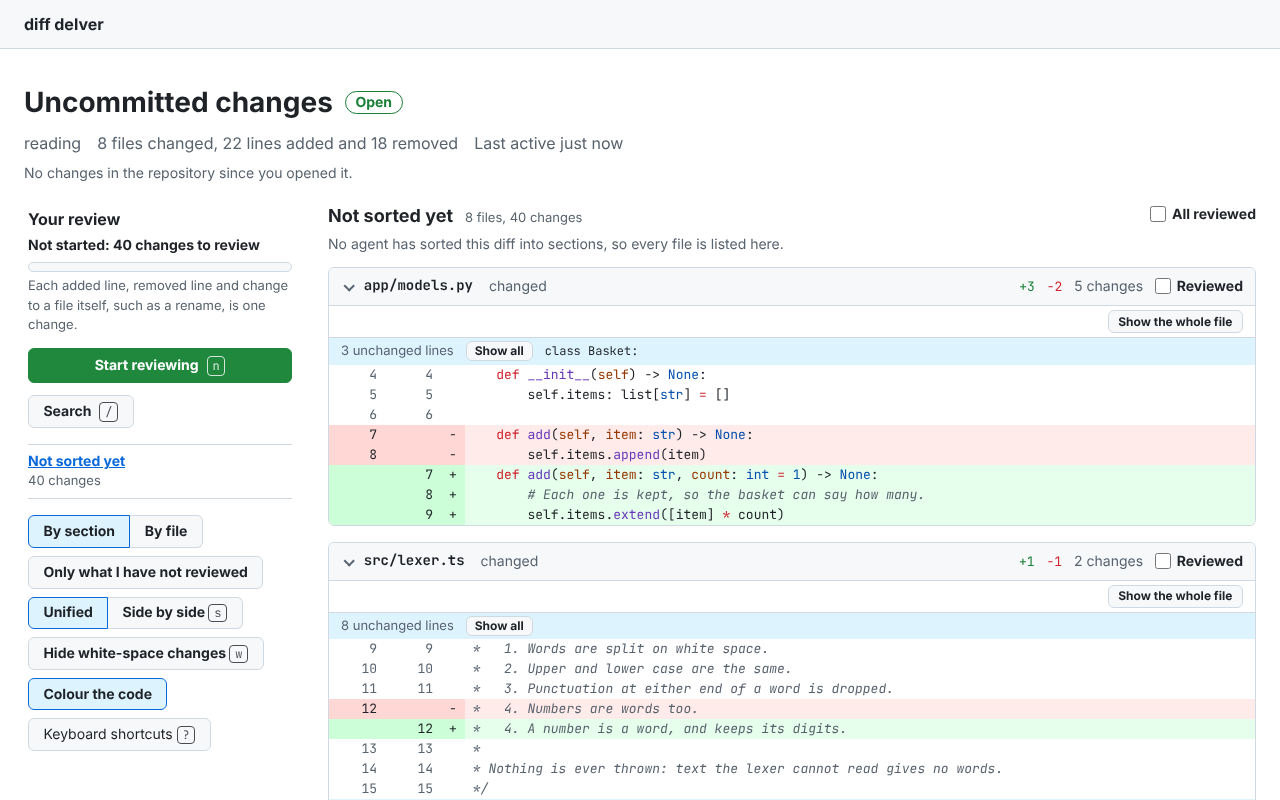 diff delver
Uncommitted changes Open
reading 8 files changed, 22 lines added and 18 removed Last active just now
No changes in the repository since you opened it.
Your review
Not started: 40 changes to review
Each added line, removed line and change
to a file itself, such as a rename, is one
change.
Start reviewing n
Search /
Not sorted yet
40 changes
By section By file
Only what I have not reviewed
Unified Side by side s
Hide white-space changes w
Colour the code
Keyboard shortcuts ?
Not sorted yet 8 files, 40 changes All reviewed
No agent has sorted this diff into sections, so every file is listed here.
app/models.py changed +3 -2 5 changes Reviewed
Show the whole file
3 unchanged lines Show all class Basket:
4 4 def __init__(self) -> None:
5 5 self.items: list[str] = []
6 6
7 - def add(self, item: str) -> None:
8 - self.items.append(item)
7 + def add(self, item: str, count: int = 1) -> None:
8 + # Each one is kept, so the basket can say how many.
9 + self.items.extend([item] * count)
src/lexer.ts changed +1 -1 2 changes Reviewed
Show the whole file
8 unchanged lines Show all
9 9 * 1. Words are split on white space.
10 10 * 2. Upper and lower case are the same.
11 11 * 3. Punctuation at either end of a word is dropped.
12 - * 4. Numbers are words too.
12 + * 4. A number is a word, and keeps its digits.
13 13 *
14 14 * Nothing is ever thrown: text the lexer cannot read gives no words.
15 15 */